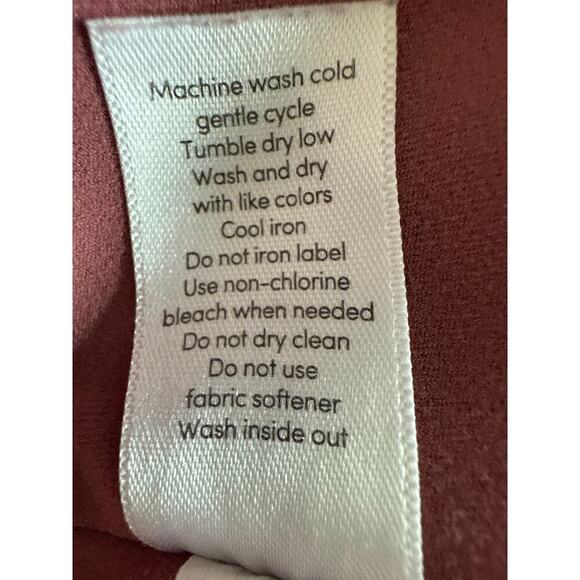 Machine wash cold
gentle cycle
Tumble dry low
Wash and dry
with like colors
Cool iron
Do not iron label
Use non-chlorine
bleach when needed
Do not dry clean
Do not use
fabric softener
Wash inside out